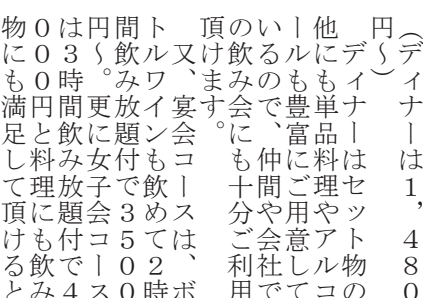 （ディナーは１，４８０
円～）
　ディナーはセット物の
他にも単品料理やアルコ
ールも豊富にご用意して
いるので、仲間や会社で
の飲み会にも十分ご利用
頂けます。
　又、宴会コースは、ボ
トルワインも飲めて２時
間飲み放題付で３５００
円～。更に女子会コース
は３時間飲み放題付で４
０００円と料理にも飲み
物にも満足して頂けると